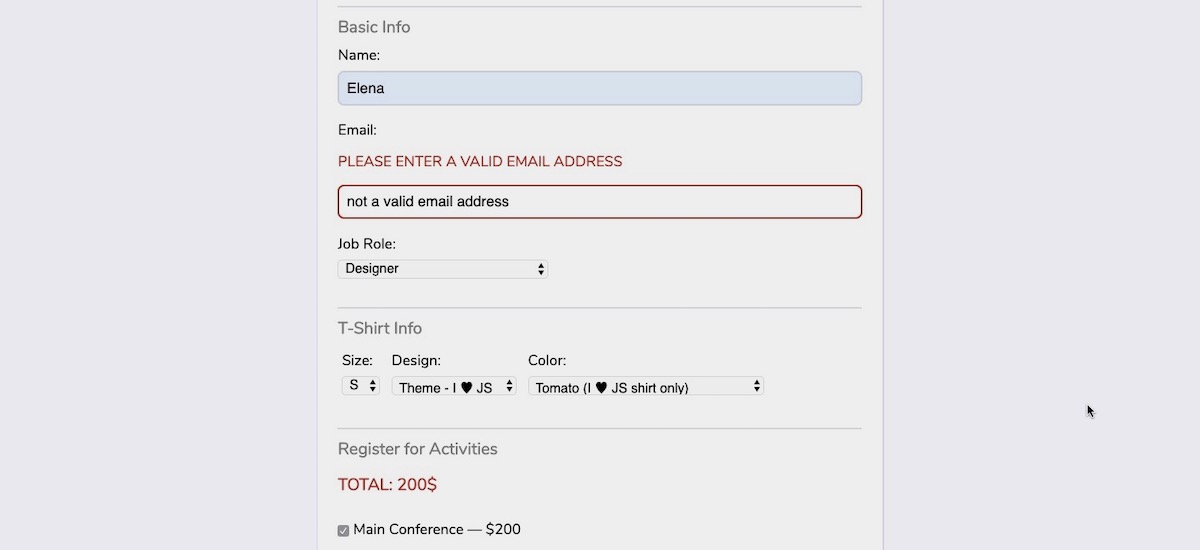 Basic Info
Name:
Elena
Email:
PLEASE ENTER A VALID EMAIL ADDRESS
not a valid email address
Job Role:
Designer
T-Shirt Info
Size: Design: Color:
S Theme - I ♥ JS Tomato (I ♥ JS shirt only)
Register for Activities
TOTAL: 200$
Main Conference — $200